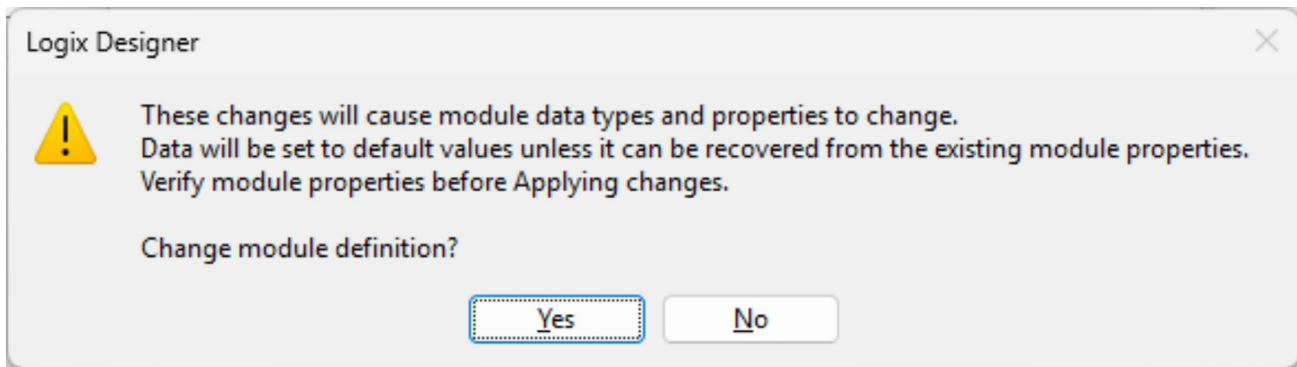 Logix Designer
These changes will cause module data types and properties to change.
Data will be set to default values unless it can be recovered from the existing module properties.
Verify module properties before Applying changes.
Change module definition?
Yes No